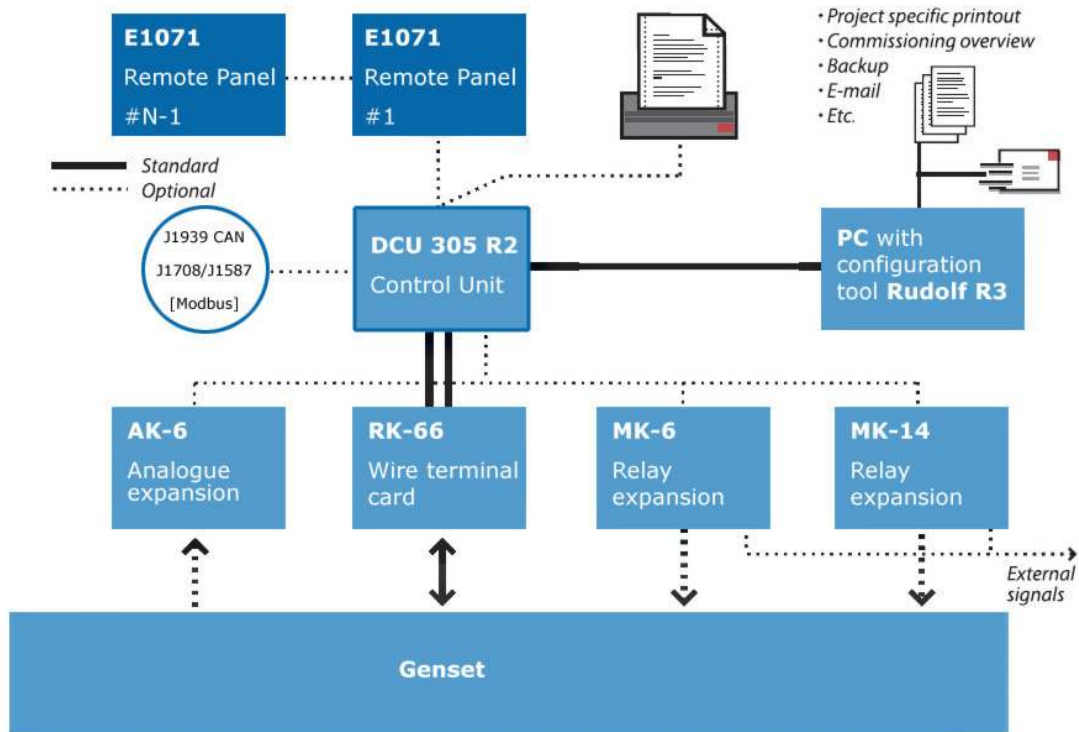 E1071
Remote Panel
#N-1
E1071
Remote Panel
#1
• Project specific printout
• Commissioning overview
• Backup
• E-mail
• Etc.
Standard
Optional
J1939 CAN
J1708/J1587
[Modbus]
DCU 305 R2
Control Unit
PC with
configuration
tool Rudolf R3
AK-6
Analogue
expansion
RK-66
Wire terminal
card
MK-6
Relay
expansion
MK-14
Relay
expansion
External
signals
Genset